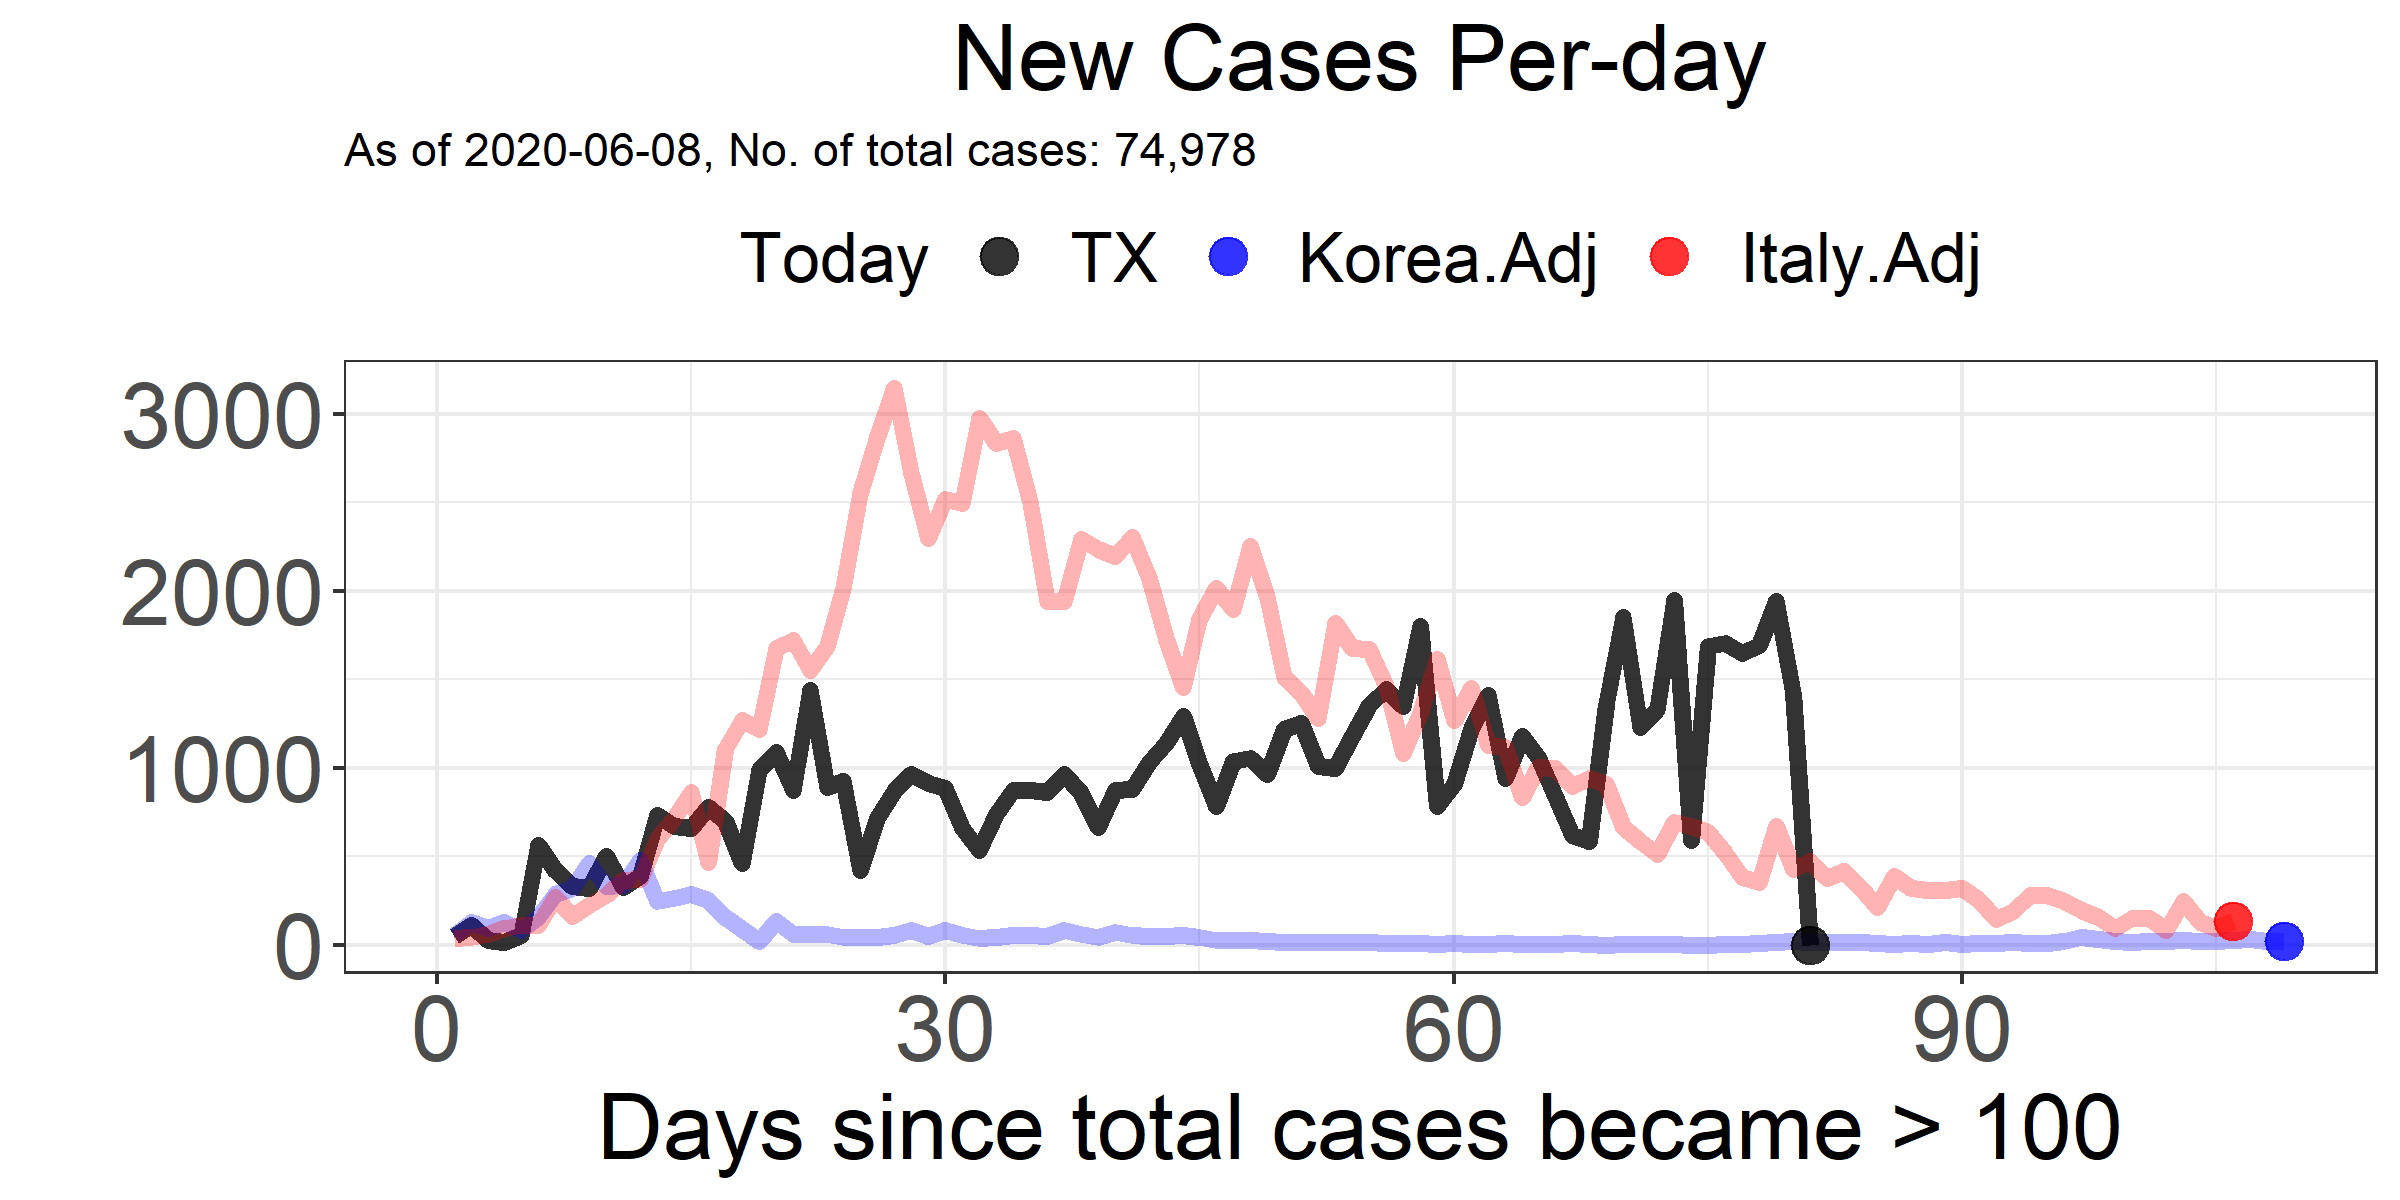 New Cases Per-day
As of 2020-06-08, No. of total cases: 74,978
Today TX Korea.Adj Italy.Adj
3000
2000
1000
0
0 30 60 90
Days since total cases became > 100